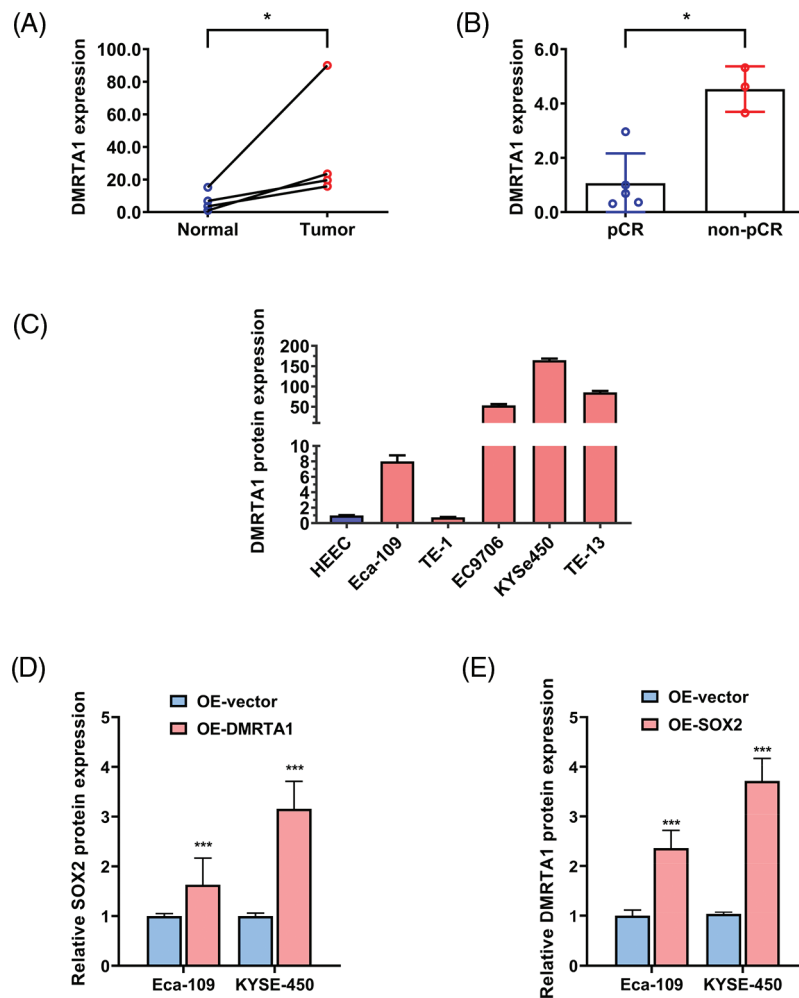 (A)
*
DMRTA1 expression
100.0
80.0
60.0
40.0
20.0
0.0
Normal
Tumor
(B)
*
DMRTA1 expression
6.0
4.0
2.0
0.0
pCR
non-pCR
(C)
DMRTA1 protein expression
200
150
100
50
10
8
6
4
2
0
HEEC
Eca-109
TE-1
EC9706
KYSe450
TE-13
(D)
OE-vector
OE-DMRTA1
Relative SOX2 protein expression
5
4
3
2
1
0
***
***
Eca-109
KYSE-450
(E)
OE-vector
OE-SOX2
Relative DMRTA1 protein expression
5
4
3
2
1
0
***
***
Eca-109
KYSE-450